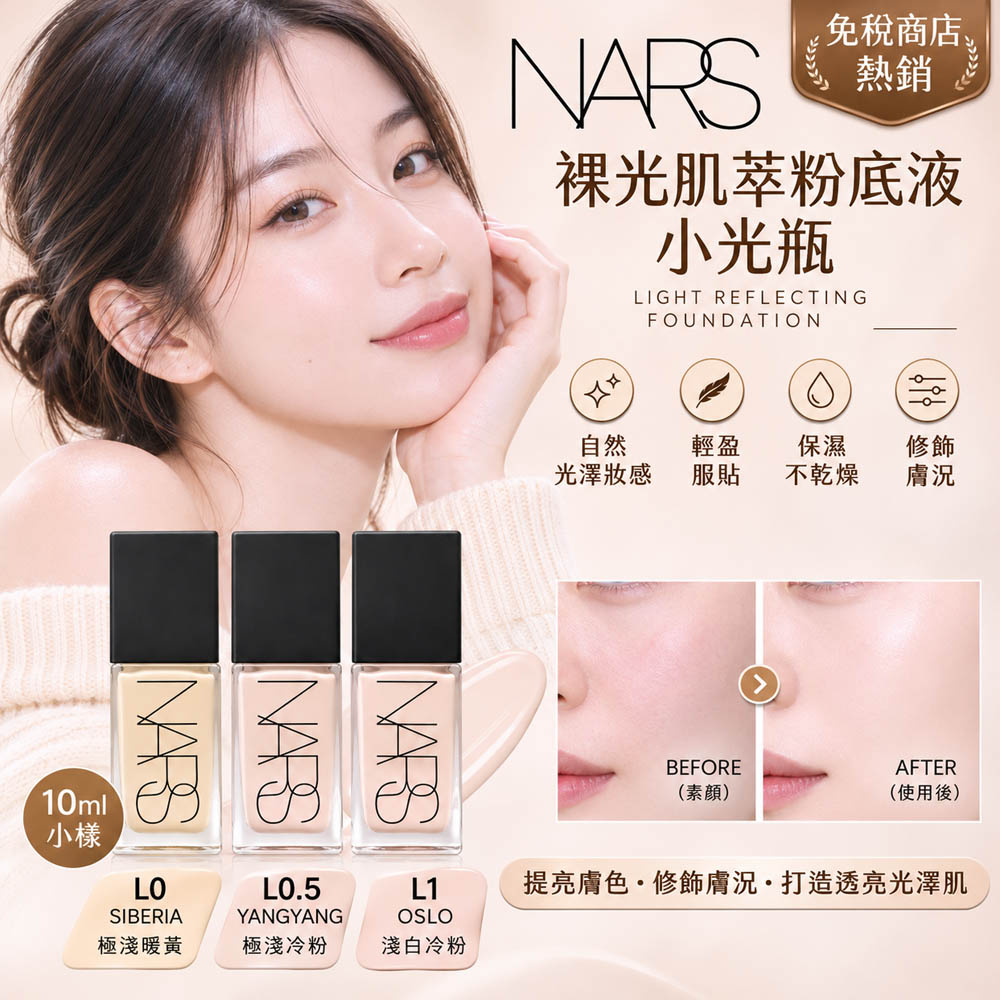 NARS
免稅商店
熱銷
裸光肌萃粉底液
小光瓶
LIGHT REFLECTING
FOUNDATION
自然
光澤妝感
輕盈
服貼
保濕
不乾燥
修飾
膚況
NARS
NARS
NARS
10ml
小樣
L0
SIBERIA
極淺暖黃
L0.5
YANGYANG
極淺冷粉
L1
OSLO
淺白冷粉
BEFORE
(素顏)
AFTER
(使用後)
提亮膚色・修飾膚況・打造透亮光澤肌